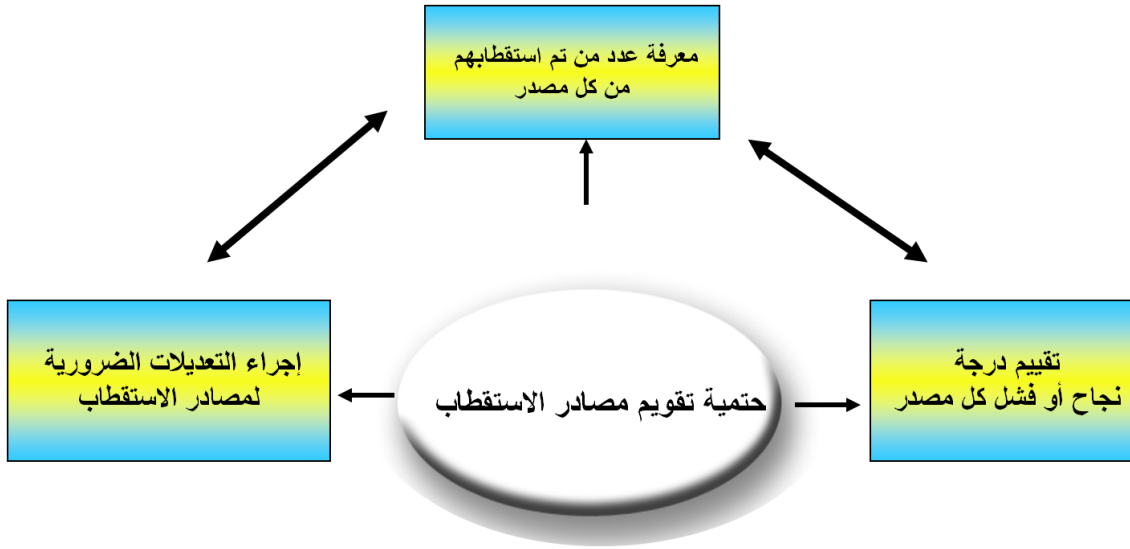 معرفة عدد من تم استقطابهم
من كل مصدر
تقييم درجة
نجاح أو فشل كل مصدر
حتمية تقويم مصادر الاستقطاب
إجراء التعديلات الضرورية
لمصادر الاستقطاب